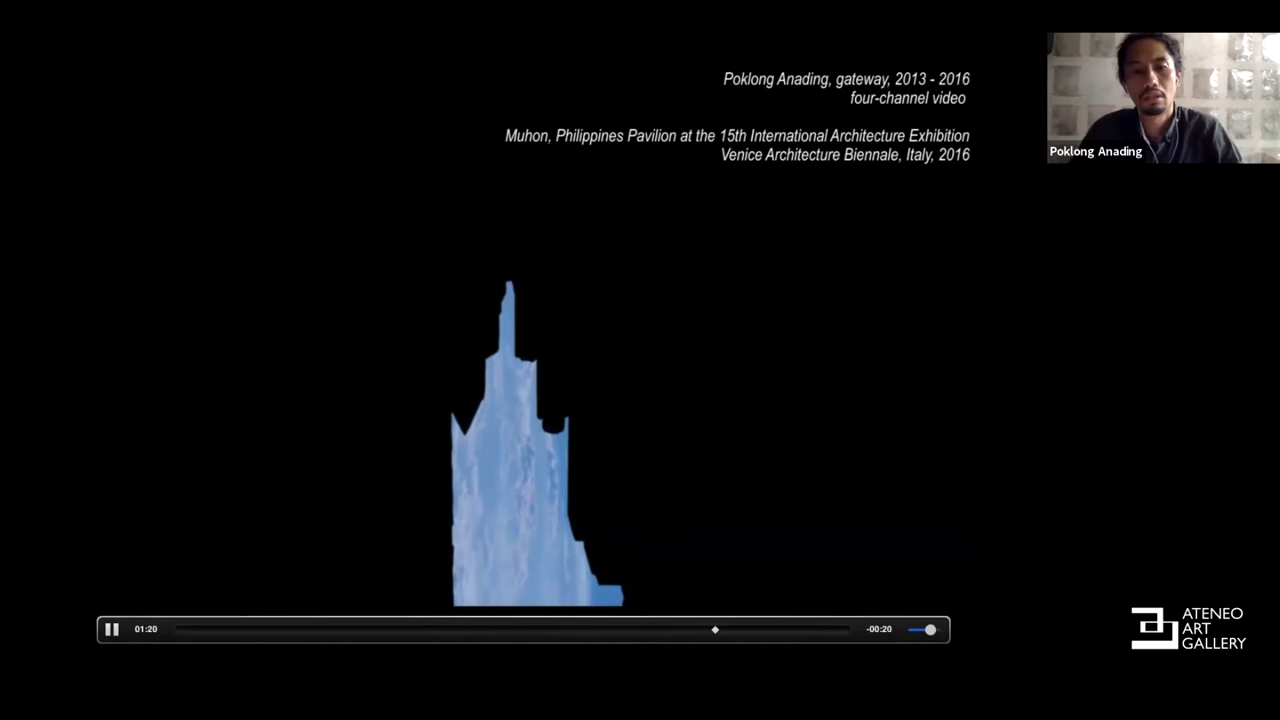 Poklong Anading, gateway, 2013 - 2016
four-channel video
Muhon, Philippines Pavilion at the 15th International Architecture Exhibition
Venice Architecture Biennale, Italy, 2016
Poklong Anading
01:20
-00:20
ATENEO
ART
GALLERY